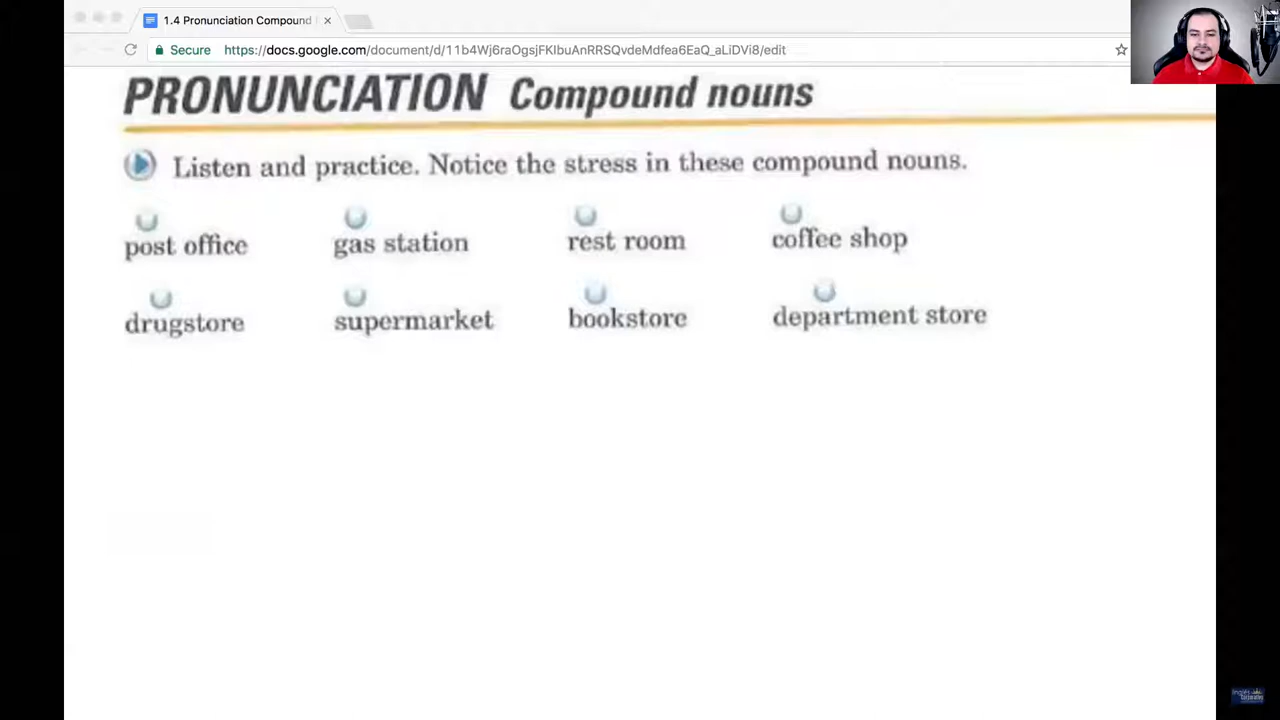 1.4 Pronunciation Compound
Secure https://docs.google.com/document/d/11b4Wj6raOgsjFKIbuAnRRSQvdeMdfea6EaQ_aLiDVi8/edit
PRONUNCIATION Compound nouns
Listen and practice. Notice the stress in these compound nouns.
post office gas station rest room coffee shop
drugstore supermarket bookstore department store